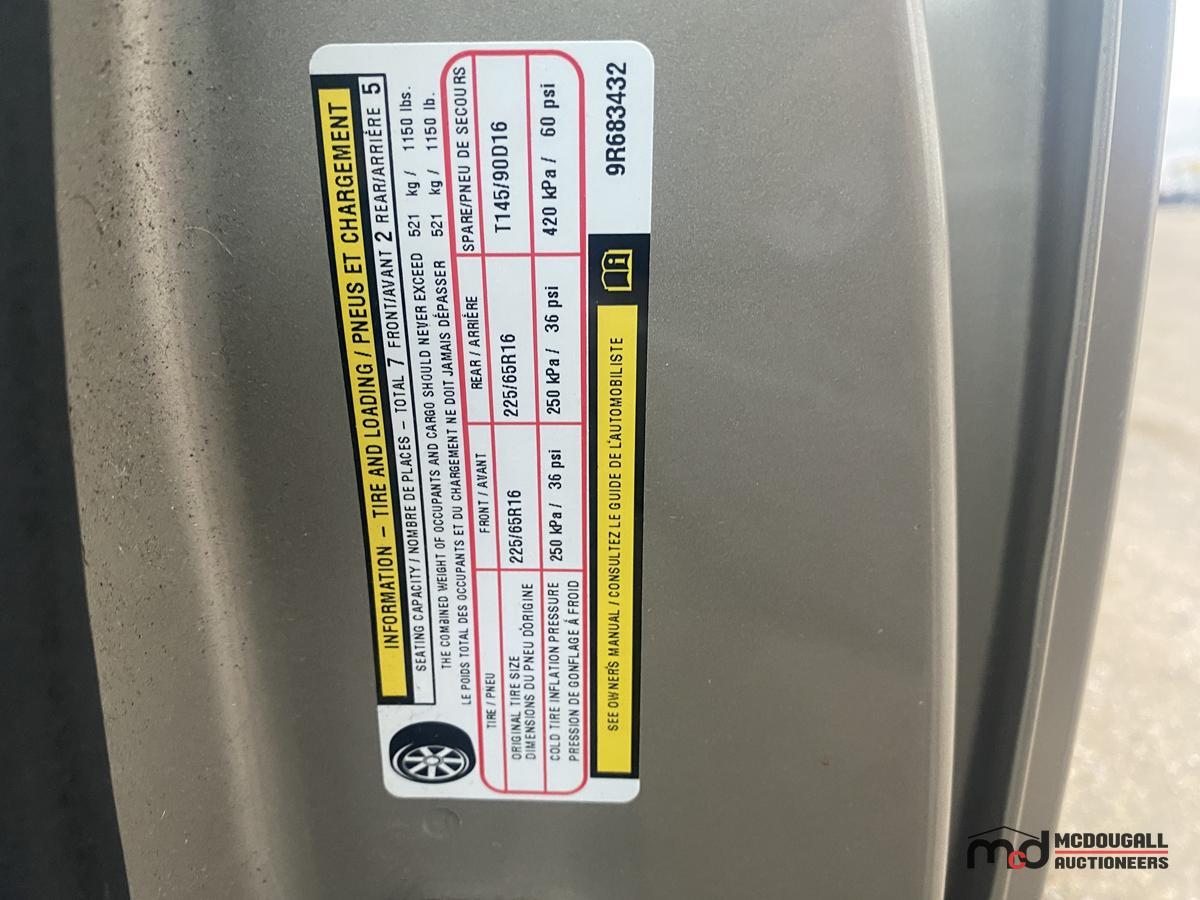 INFORMATION – TIRE AND LOADING / PNEUS ET CHARGEMENT
SEATING CAPACITY / NOMBRE DE PLACES – TOTAL 7 FRONT/AVANT 2 REAR/ARRIÈRE 5
THE COMBINED WEIGHT OF OCCUPANTS AND CARGO SHOULD NEVER EXCEED 521 kg / 1150 lbs.
LE POIDS TOTAL DES OCCUPANTS ET DU CHARGEMENT NE DOIT JAMAIS DÉPASSER 521 kg / 1150 lb.
TIRE / PNEU FRONT / AVANT REAR / ARRIÈRE SPARE/PNEU DE SECOURS
ORIGINAL TIRE SIZE
DIMENSIONS DU PNEU D'ORIGINE
225/65R16 225/65R16 T145/90D16
COLD TIRE INFLATION PRESSURE
PRESSION DE GONFLAGE À FROID
250 kPa / 36 psi 250 kPa / 36 psi 420 kPa / 60 psi
SEE OWNER'S MANUAL / CONSULTEZ LE GUIDE DE L'AUTOMOBILISTE
9R683432
mcd MCDOUGALL
AUCTIONEERS